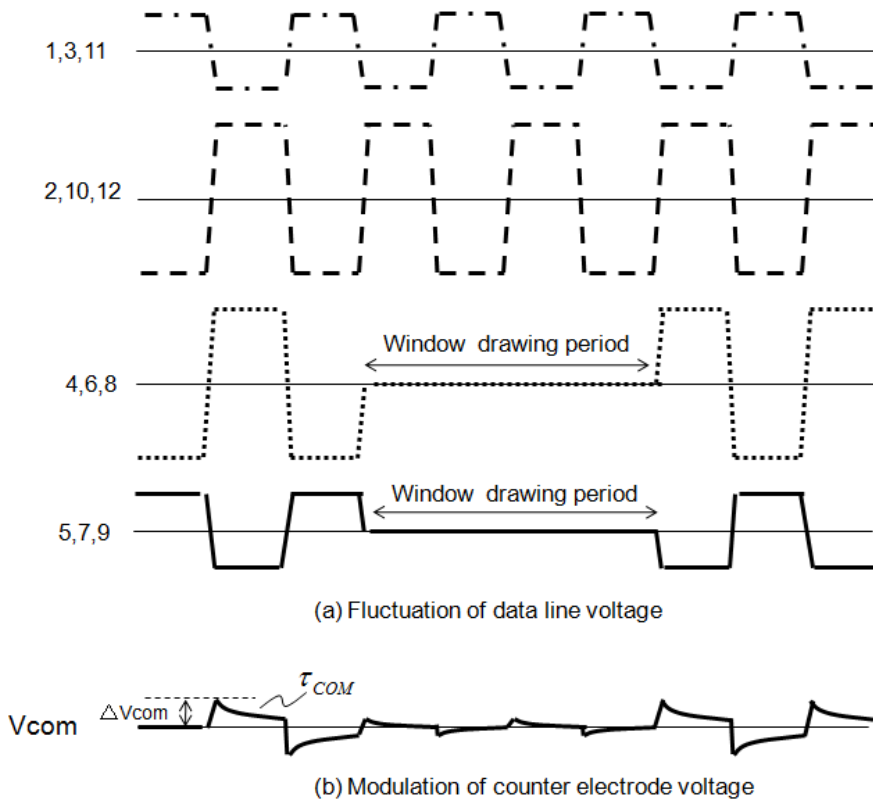 1,3,11
2,10,12
Window drawing period
4,6,8
Window drawing period
5,7,9
(a) Fluctuation of data line voltage
τCOM
△Vcom
Vcom
(b) Modulation of counter electrode voltage